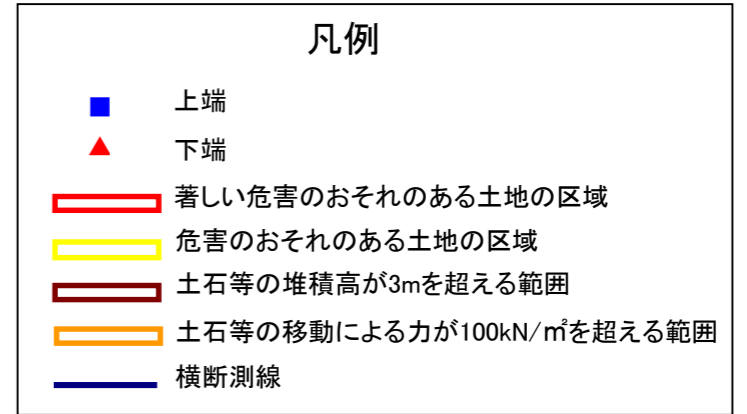 凡例
上端
下端
著しい危害のおそれのある土地の区域
危害のおそれのある土地の区域
土石等の堆積高が3mを超える範囲
土石等の移動による力が100kN/㎡を超える範囲
横断測線